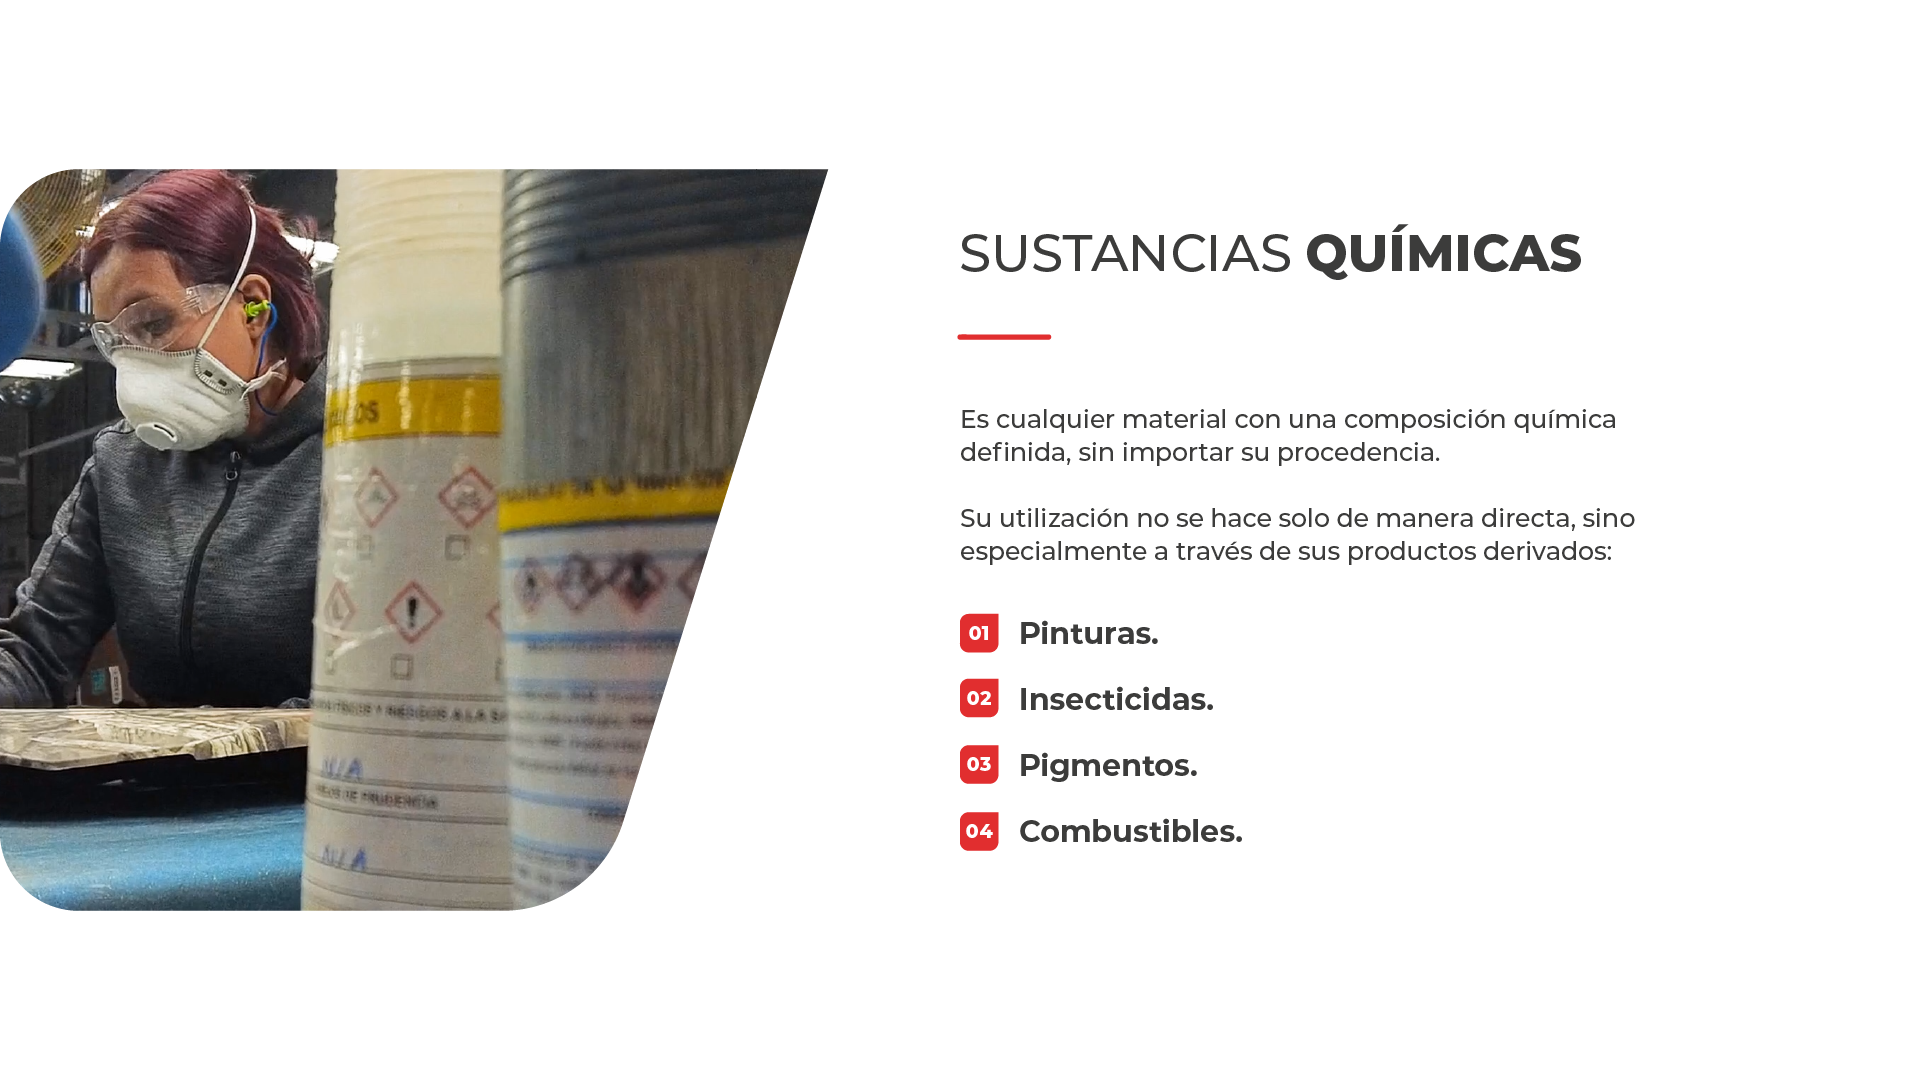 SUSTANCIAS QUÍMICAS
Es cualquier material con una composición química
definida, sin importar su procedencia.
Su utilización no se hace solo de manera directa, sino
especialmente a través de sus productos derivados:
01 Pinturas.
02 Insecticidas.
03 Pigmentos.
04 Combustibles.
N/A
DE PRUDENCIA
N/A